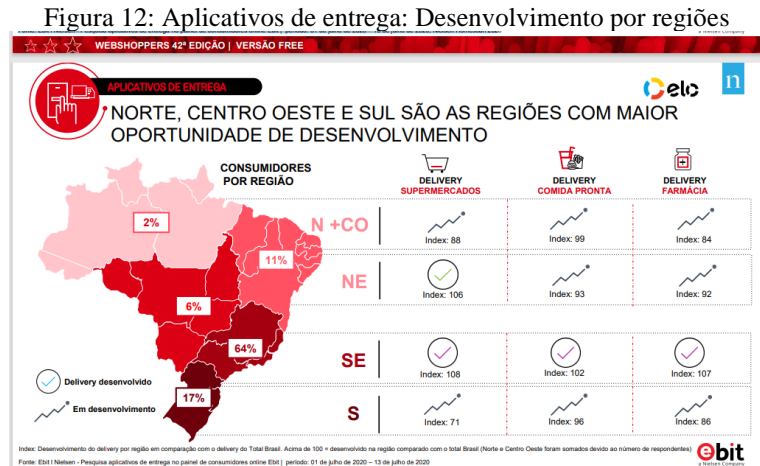 Figura 12: Aplicativos de entrega: Desenvolvimento por regiões
WEBSHOPPERS 42ª EDIÇÃO | VERSÃO FREE
a Nielsen Company
APLICATIVOS DE ENTREGA
elo
n
NORTE, CENTRO OESTE E SUL SÃO AS REGIÕES COM MAIOR
OPORTUNIDADE DE DESENVOLVIMENTO
CONSUMIDORES
POR REGIÃO
DELIVERY
SUPERMERCADOS
DELIVERY
COMIDA PRONTA
DELIVERY
FARMÁCIA
2%
11%
6%
64%
17%
N +CO
Index: 88
Index: 99
Index: 84
NE
Index: 106
Index: 93
Index: 92
SE
Index: 108
Index: 102
Index: 107
S
Index: 71
Index: 96
Index: 86
Delivery desenvolvido
Em desenvolvimento
Index: Desenvolvimento do delivery por região em comparação com o delivery do Total Brasil. Acima de 100 = desenvolvido na região comparado com o total Brasil (Norte e Centro Oeste foram somados devido ao número de respondentes)
Fonte: Ebit l Nielsen - Pesquisa aplicativos de entrega no painel de consumidores online Ebit | período: 01 de julho de 2020 – 13 de julho de 2020
ebit
a Nielsen Company